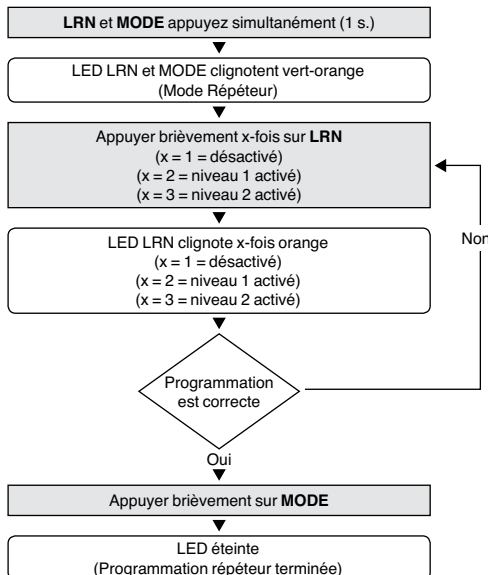 LRN et MODE appuyez simultanément (1 s.)
LED LRN et MODE clignotent vert-orange
(Mode Répéteur)
Appuyer brièvement x-fois sur LRN
(x = 1 = désactivé)
(x = 2 = niveau 1 activé)
(x = 3 = niveau 2 activé)
LED LRN clignote x-fois orange
(x = 1 = désactivé)
(x = 2 = niveau 1 activé)
(x = 3 = niveau 2 activé)
Non
Programmation
est correcte
Oui
Appuyer brièvement sur MODE
LED éteinte
(Programmation répéteur terminée)